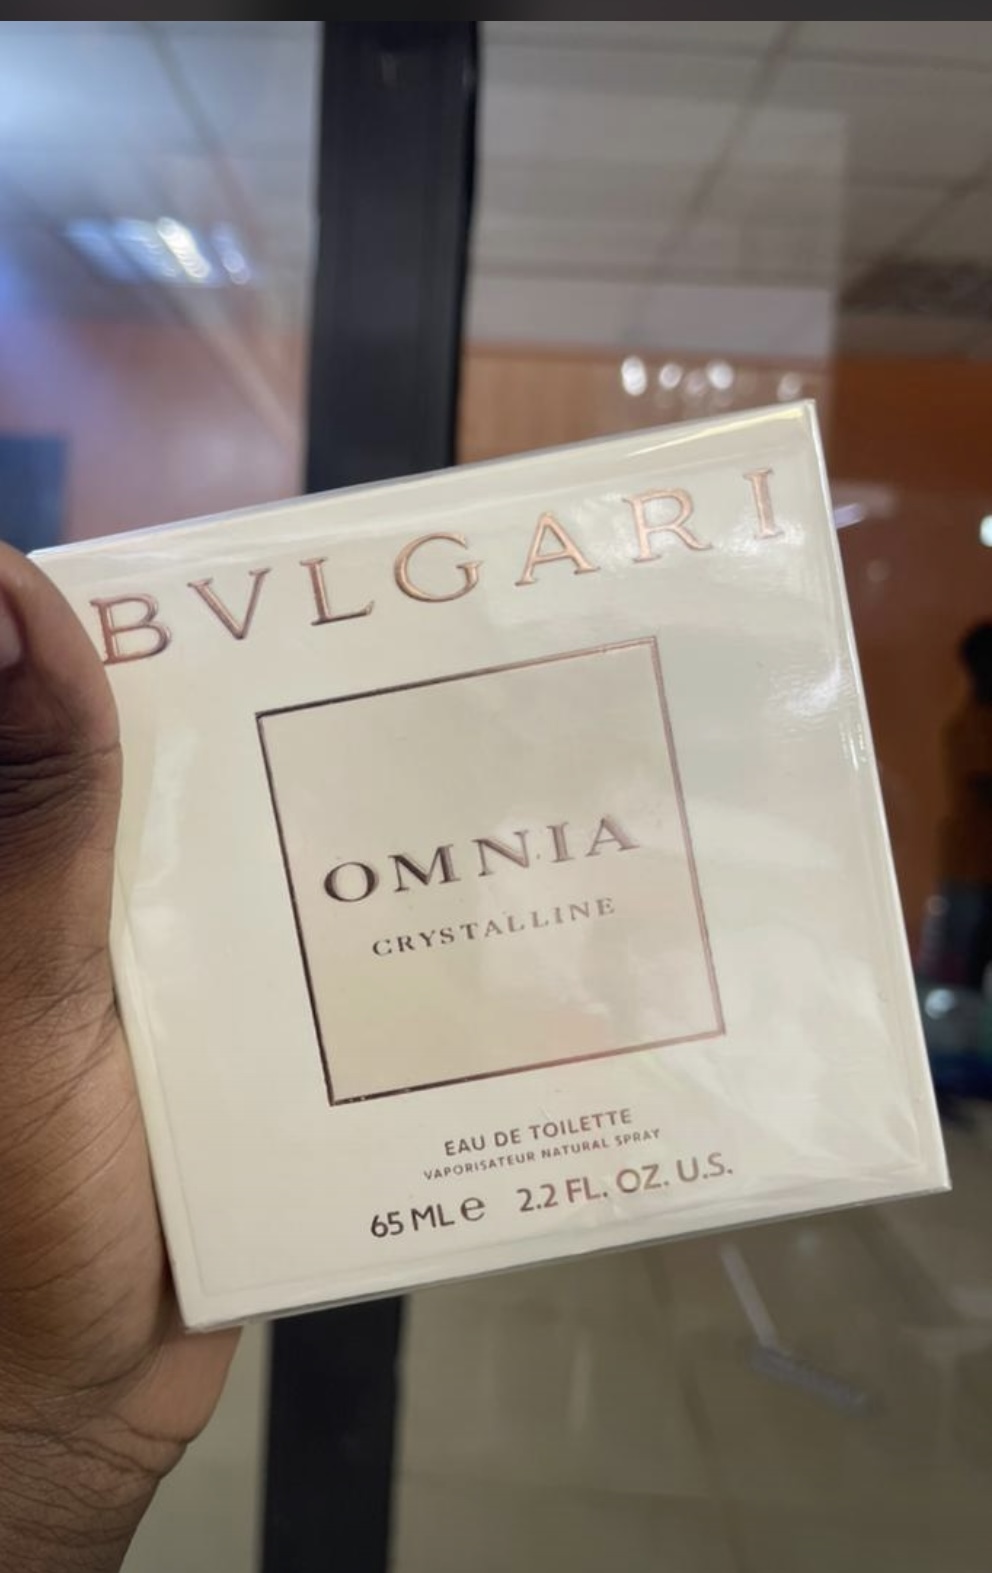 BVLGARI
OMNIA
CRYSTALLINE
EAU DE TOILETTE
VAPORISATEUR NATURAL SPRAY
65 ML e 2.2 FL. OZ. U.S.